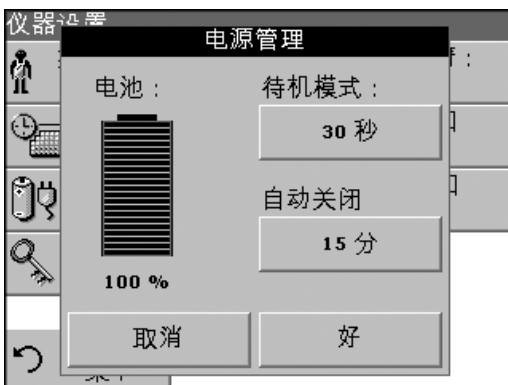 仪器设置
电源管理
电池：
待机模式：
30 秒
自动关闭
15 分
100 %
取消
好